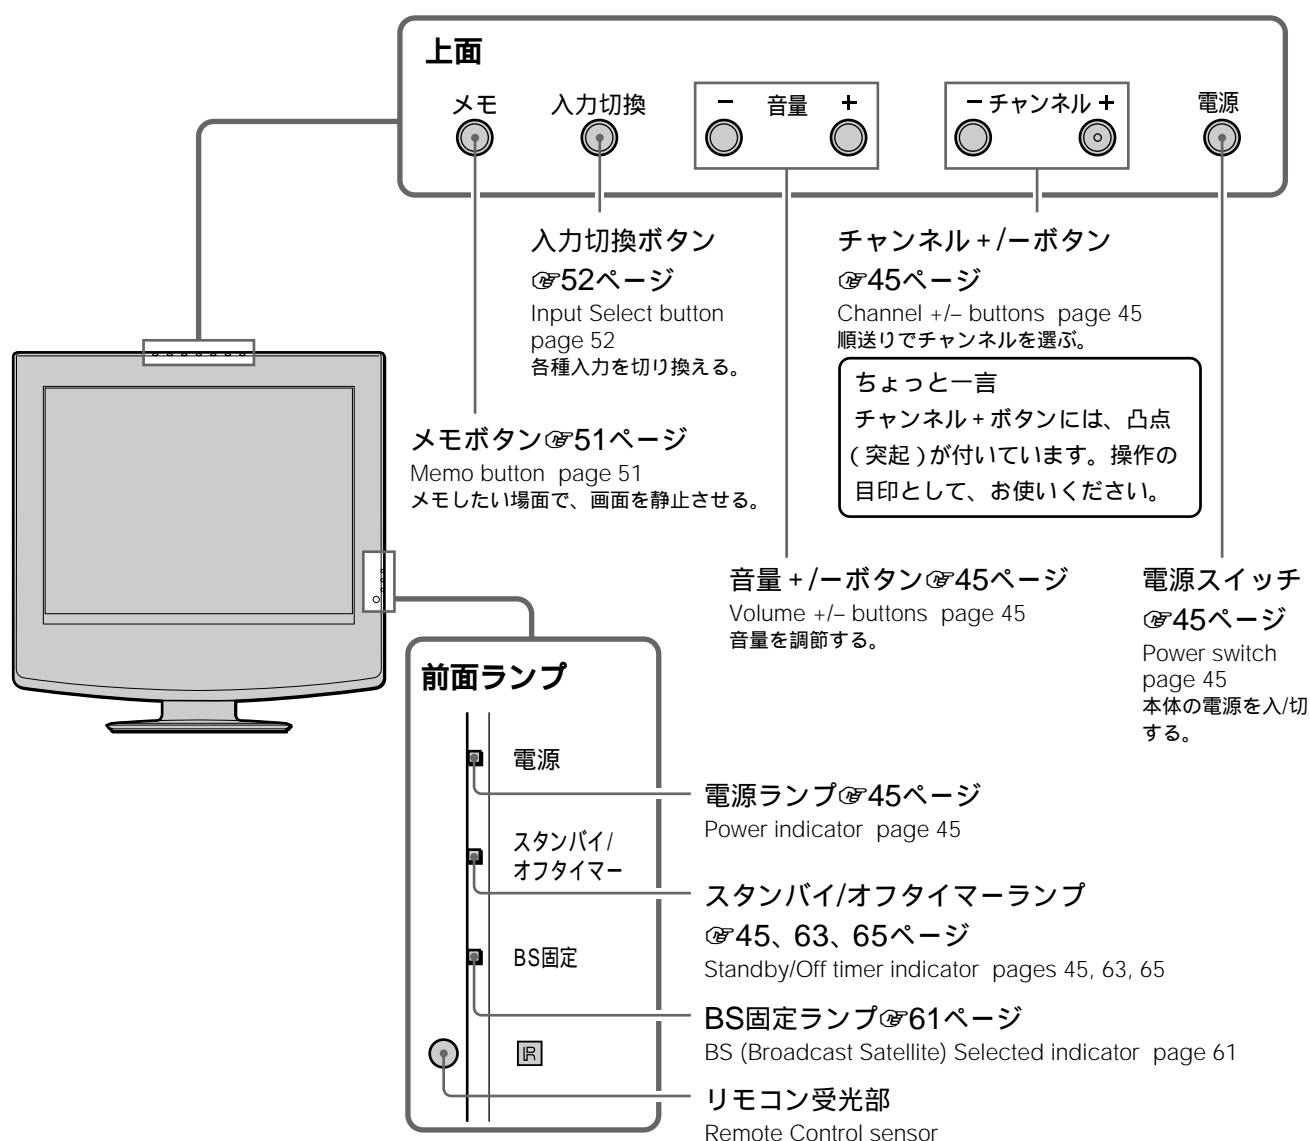 上面
メモ
入力切換
− 音量 +
− チャンネル +
電源
入力切換ボタン
☞52ページ
Input Select button
page 52
各種入力を切り換える。
チャンネル+/−ボタン
☞45ページ
Channel +/– buttons page 45
順送りでチャンネルを選ぶ。
ちょっと一言
チャンネル+ボタンには、凸点
(突起)が付いています。操作の
目印として、お使いください。
メモボタン☞51ページ
Memo button page 51
メモしたい場面で、画面を静止させる。
音量+/−ボタン☞45ページ
Volume +/– buttons page 45
音量を調節する。
電源スイッチ
☞45ページ
Power switch
page 45
本体の電源を入/切
する。
前面ランプ
電源
スタンバイ/
オフタイマー
BS固定
IR
電源ランプ☞45ページ
Power indicator page 45
スタンバイ/オフタイマーランプ
☞45、63、65ページ
Standby/Off timer indicator pages 45, 63, 65
BS固定ランプ☞61ページ
BS (Broadcast Satellite) Selected indicator page 61
リモコン受光部
Remote Control sensor